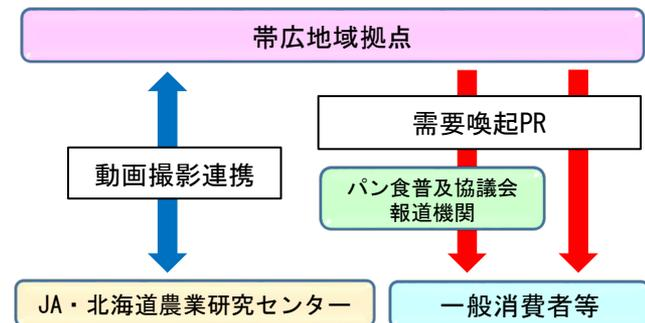 帯広地域拠点
需要喚起PR
動画撮影連携
パン食普及協議会
報道機関
JA・北海道農業研究センター
一般消費者等